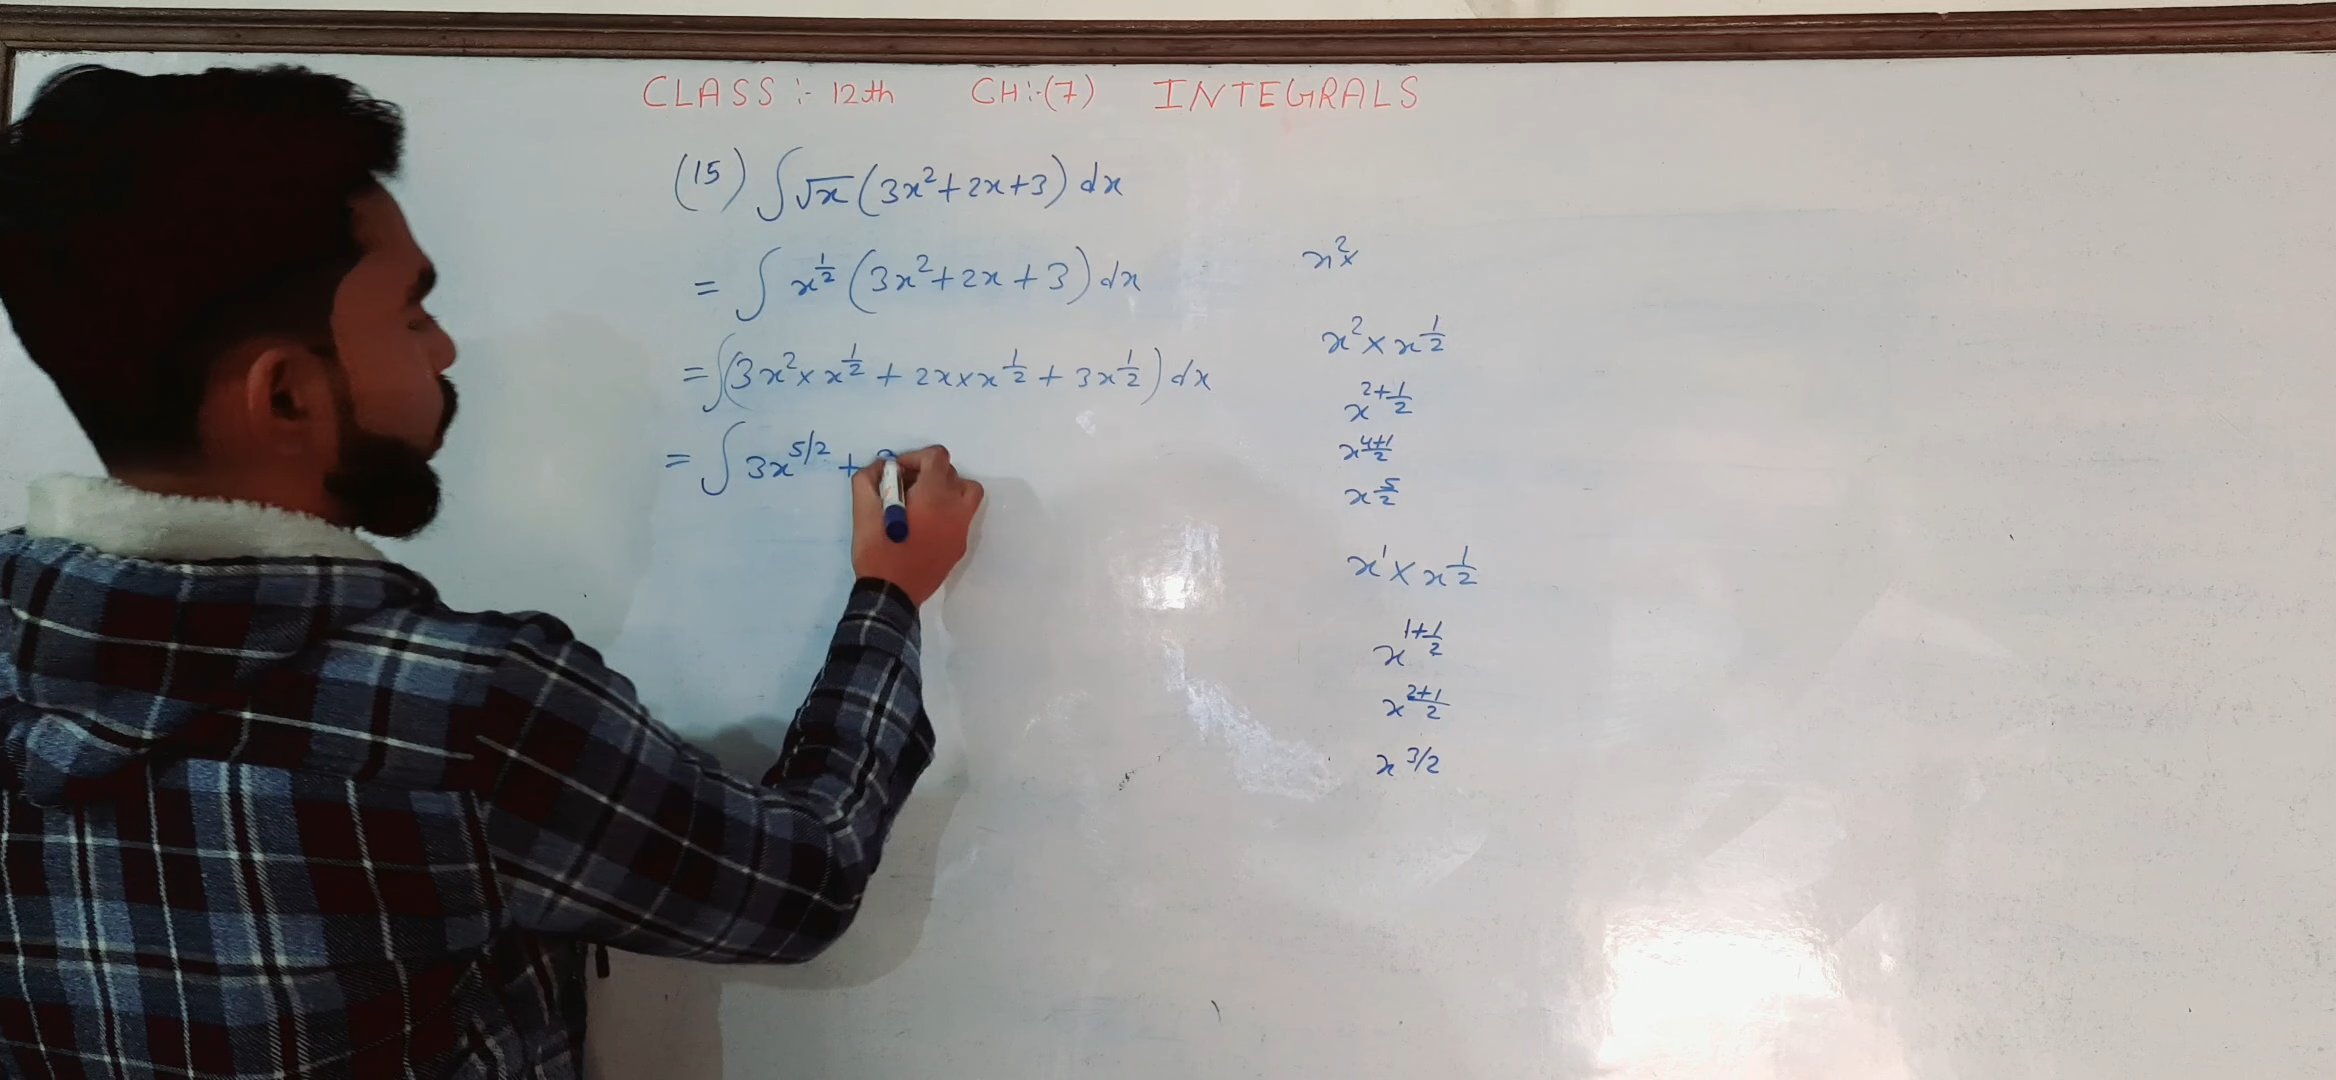 CLASS :- 12th CH:-(7) INTEGRALS
(15) ∫√x (3x²+2x+3) dx
= ∫ x^½ (3x²+2x+3) dx
= ∫(3x²×x^½ + 2x×x^½ + 3x^½) dx
= ∫ 3x^5/2 +
x²×
x²×x^½
x^2+½
x^(4+1)/2
x^5/2
x¹×x^½
x^1+½
x^(2+1)/2
x^3/2